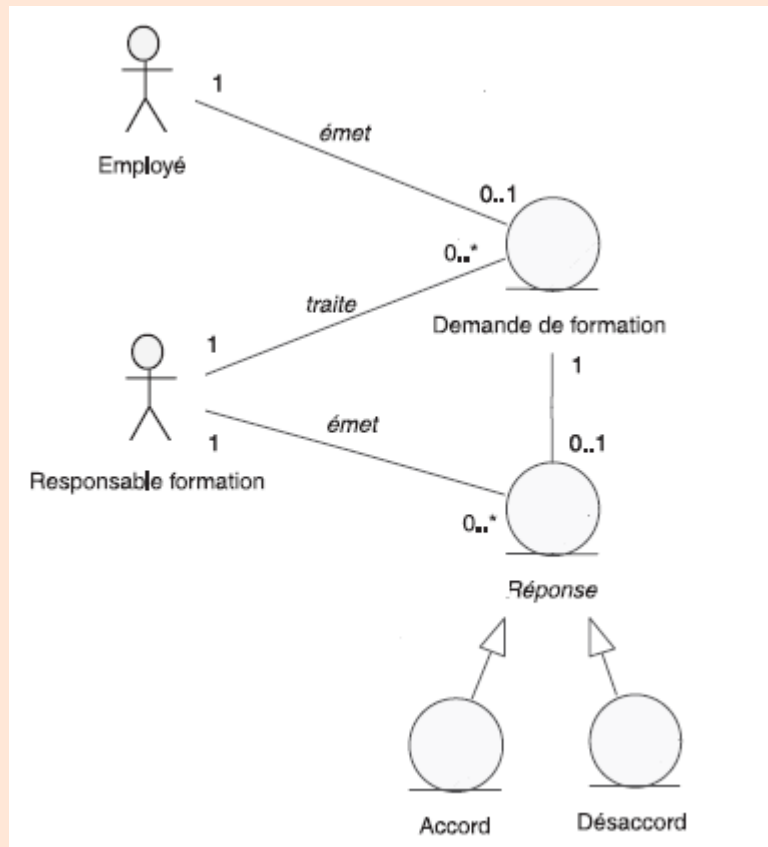 1
émet
Employé
0..1
0..*
traite
Demande de formation
1
1
émet
1
0..1
Responsable formation
0..*
Réponse
Accord
Désaccord